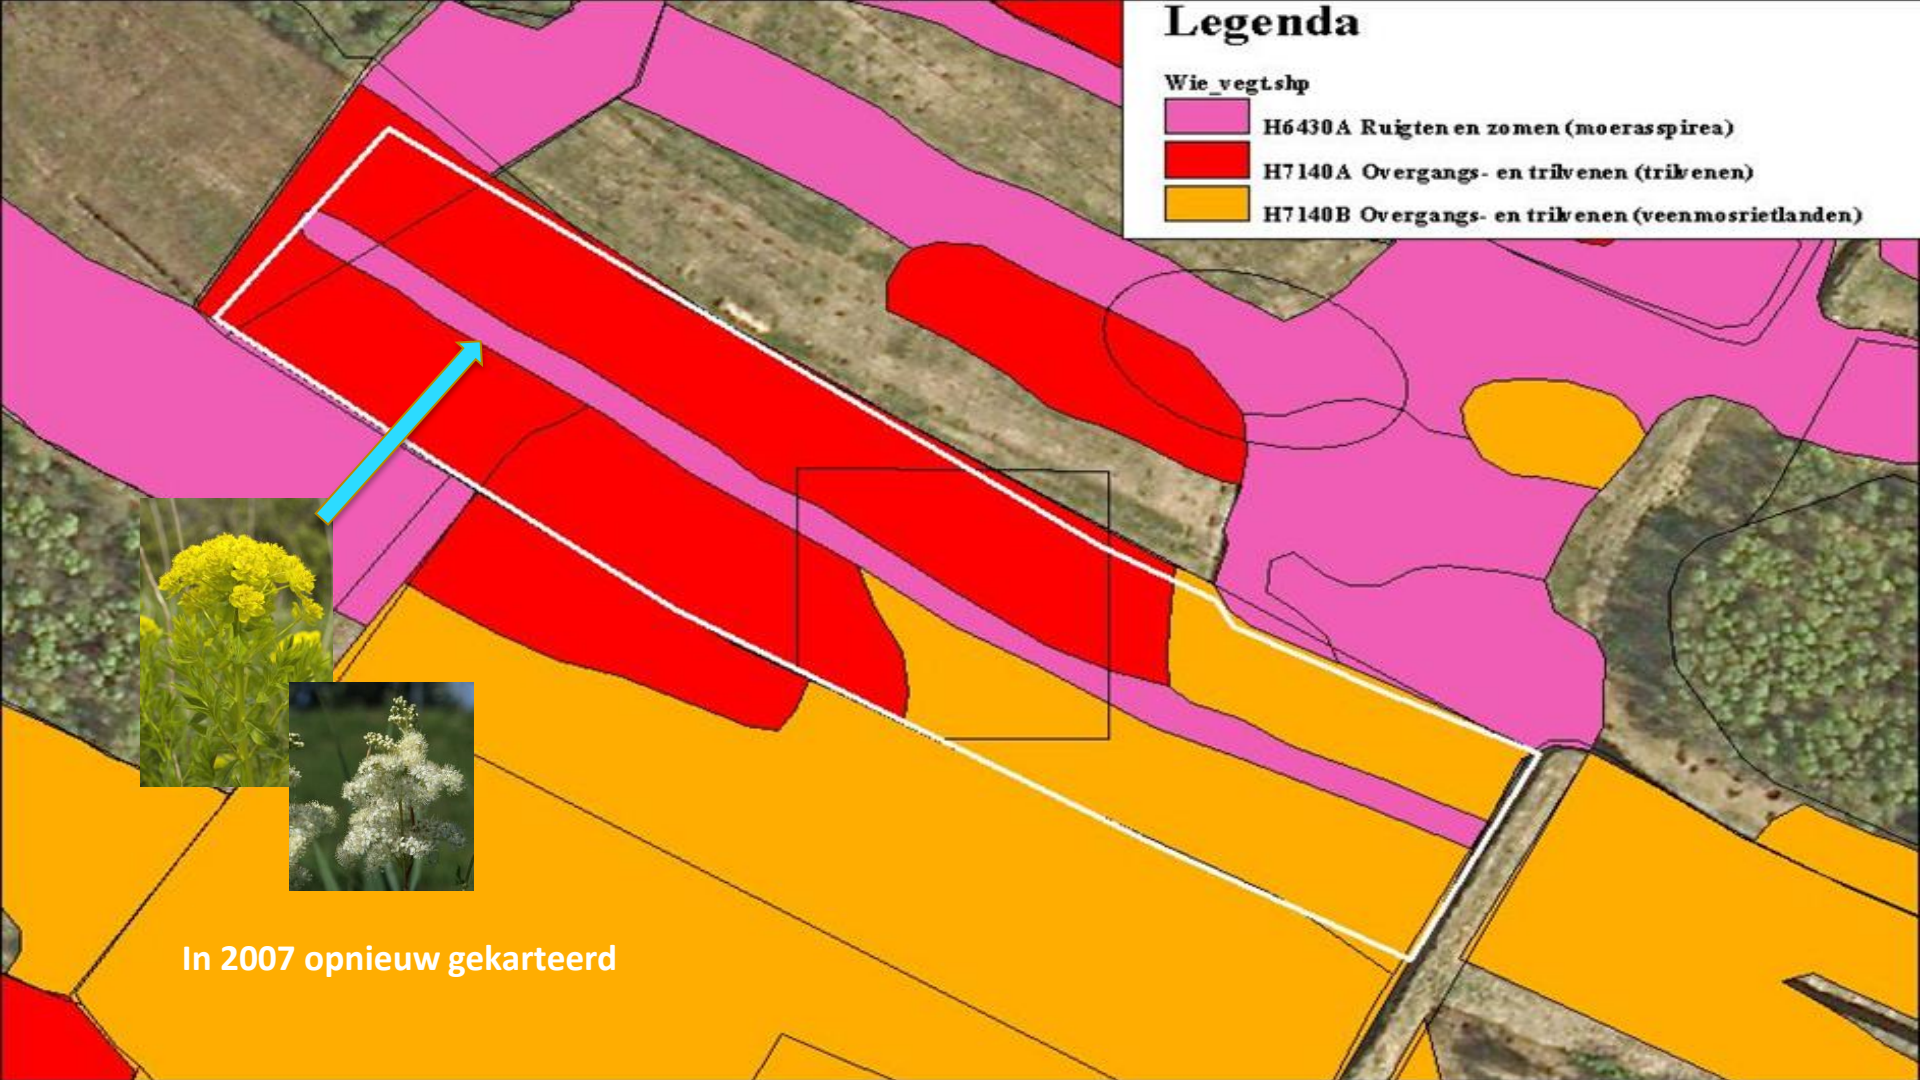 Legenda
Wie_vegt.shp
H6430A Ruigten en zomen (moerasspirea)
H7140A Overgangs- en trilvenen (trilvenen)
H7140B Overgangs- en trilvenen (veenmosrietlanden)
In 2007 opnieuw gekarteerd